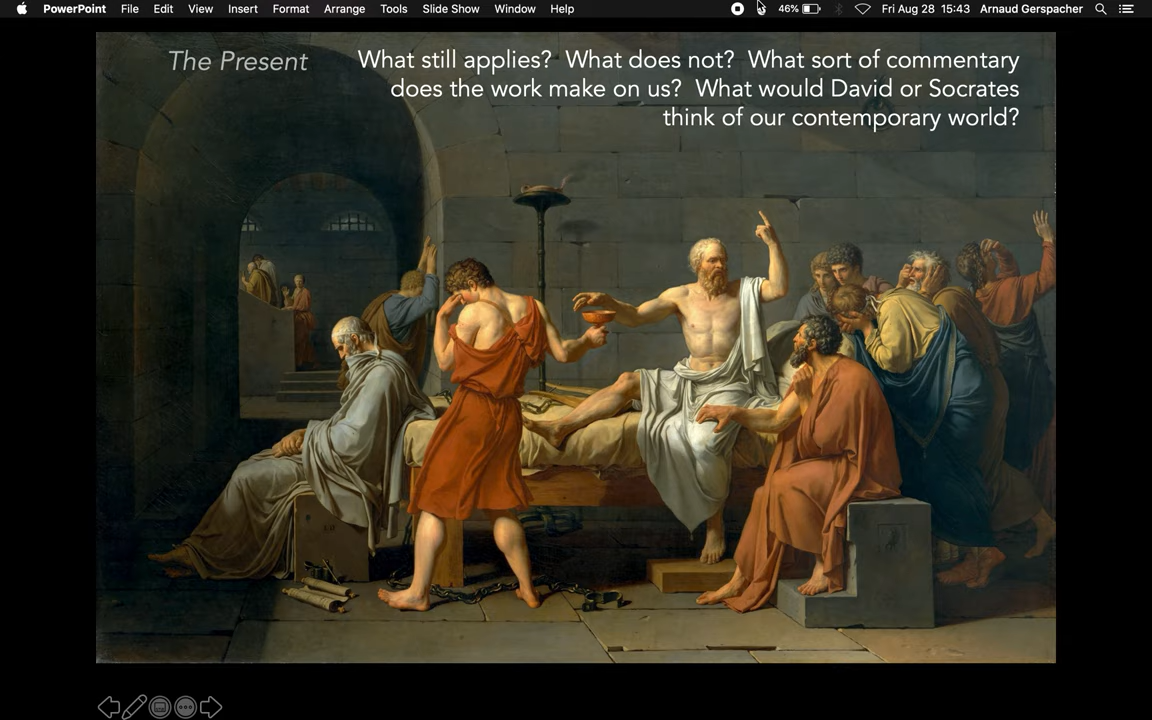 PowerPoint File Edit View Insert Format Arrange Tools Slide Show Window Help 46% Fri Aug 28 15:43 Arnaud Gerspacher
The Present
What still applies? What does not? What sort of commentary
does the work make on us? What would David or Socrates
think of our contemporary world?